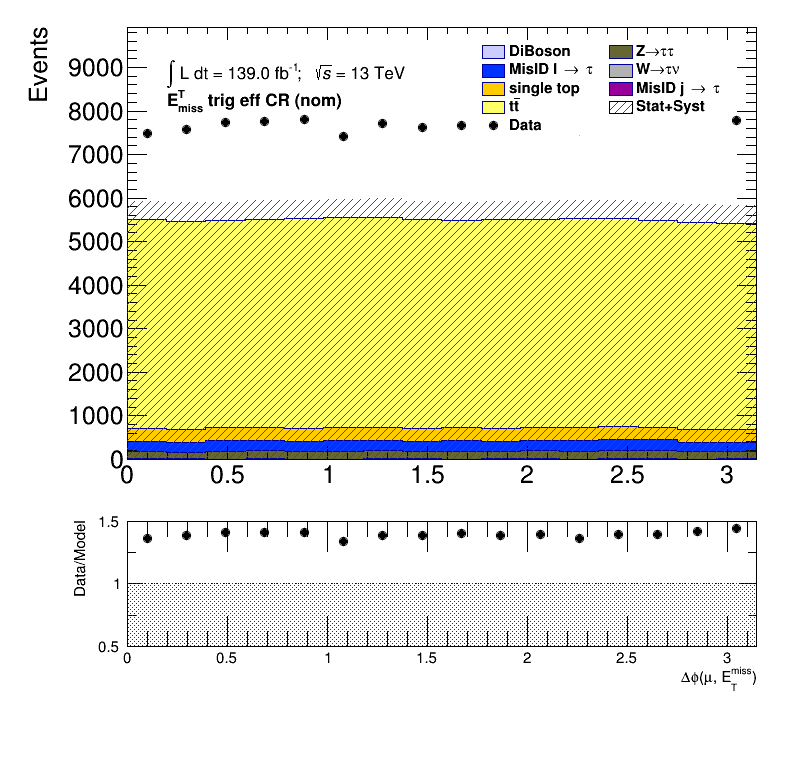 Events
9000
8000
7000
6000
5000
4000
3000
2000
1000
0
∫ L dt = 139.0 fb⁻¹; √s = 13 TeV
E^T_miss trig eff CR (nom)
DiBoson
MisID l → τ
single top
tt̄
Data
Z→ττ
W→τν
MisID j → τ
Stat+Syst
0 0.5 1 1.5 2 2.5 3
Data/Model
1.5
1
0.5
0 0.5 1 1.5 2 2.5 3
Δϕ(μ, E_T^miss)